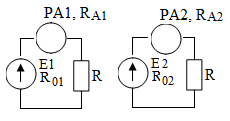 PA1, RA1
PA2, RA2
E1
R01
R
E2
R02
R